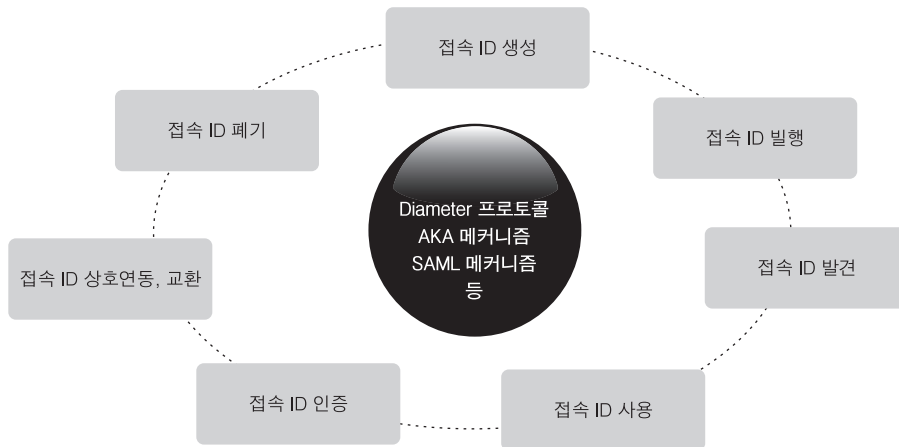 접속 ID 생성
접속 ID 폐기
접속 ID 빌행
Diameter 프로토콜
AKA 메커니즘
SAML 메커니즘
등
접속 ID 상호연동, 교환
접속 ID 발견
접속 ID 인증
접속 ID 사용